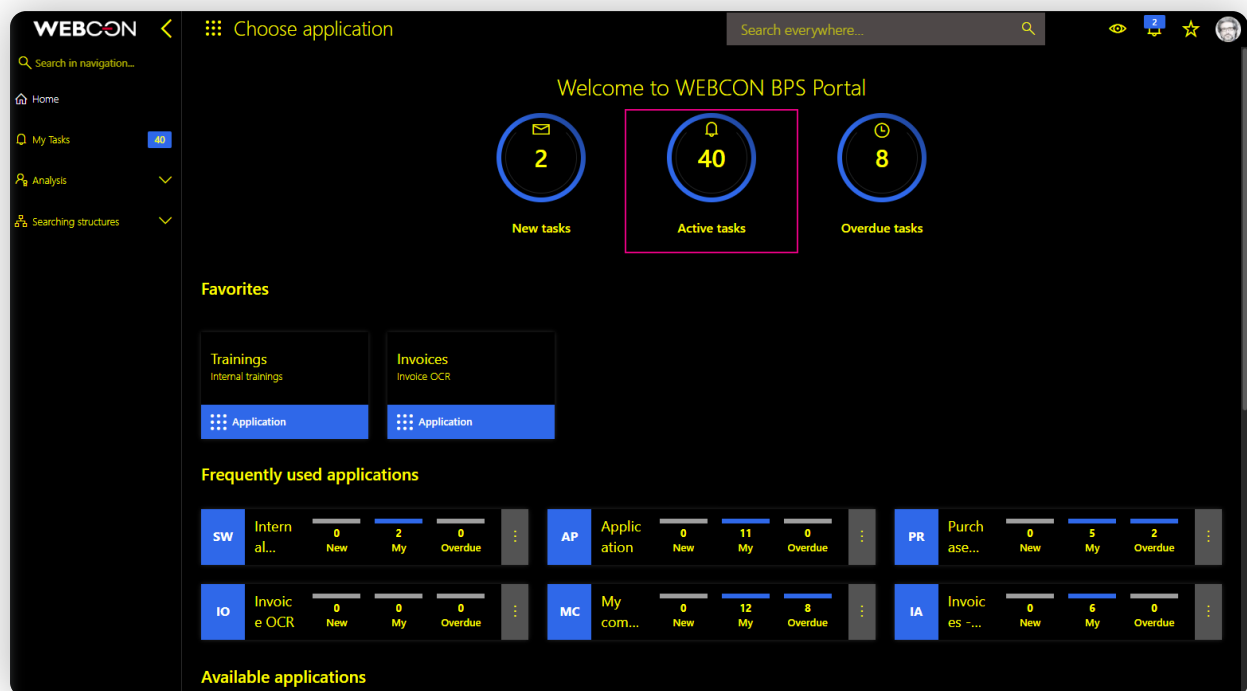 WEBCON
Choose application
Search everywhere...
2
Search in navigation...
Home
My Tasks
40
Analysis
Searching structures
Welcome to WEBCON BPS Portal
2
New tasks
40
Active tasks
8
Overdue tasks
Favorites
Trainings
Internal trainings
Application
Invoices
Invoice OCR
Application
Frequently used applications
SW
Intern
al...
0
New
2
My
0
Overdue
AP
Applic
ation
0
New
11
My
0
Overdue
PR
Purch
ase...
0
New
5
My
2
Overdue
IO
Invoic
e OCR
0
New
0
My
0
Overdue
MC
My
com...
0
New
12
My
8
Overdue
IA
Invoic
es -...
0
New
6
My
0
Overdue
Available applications